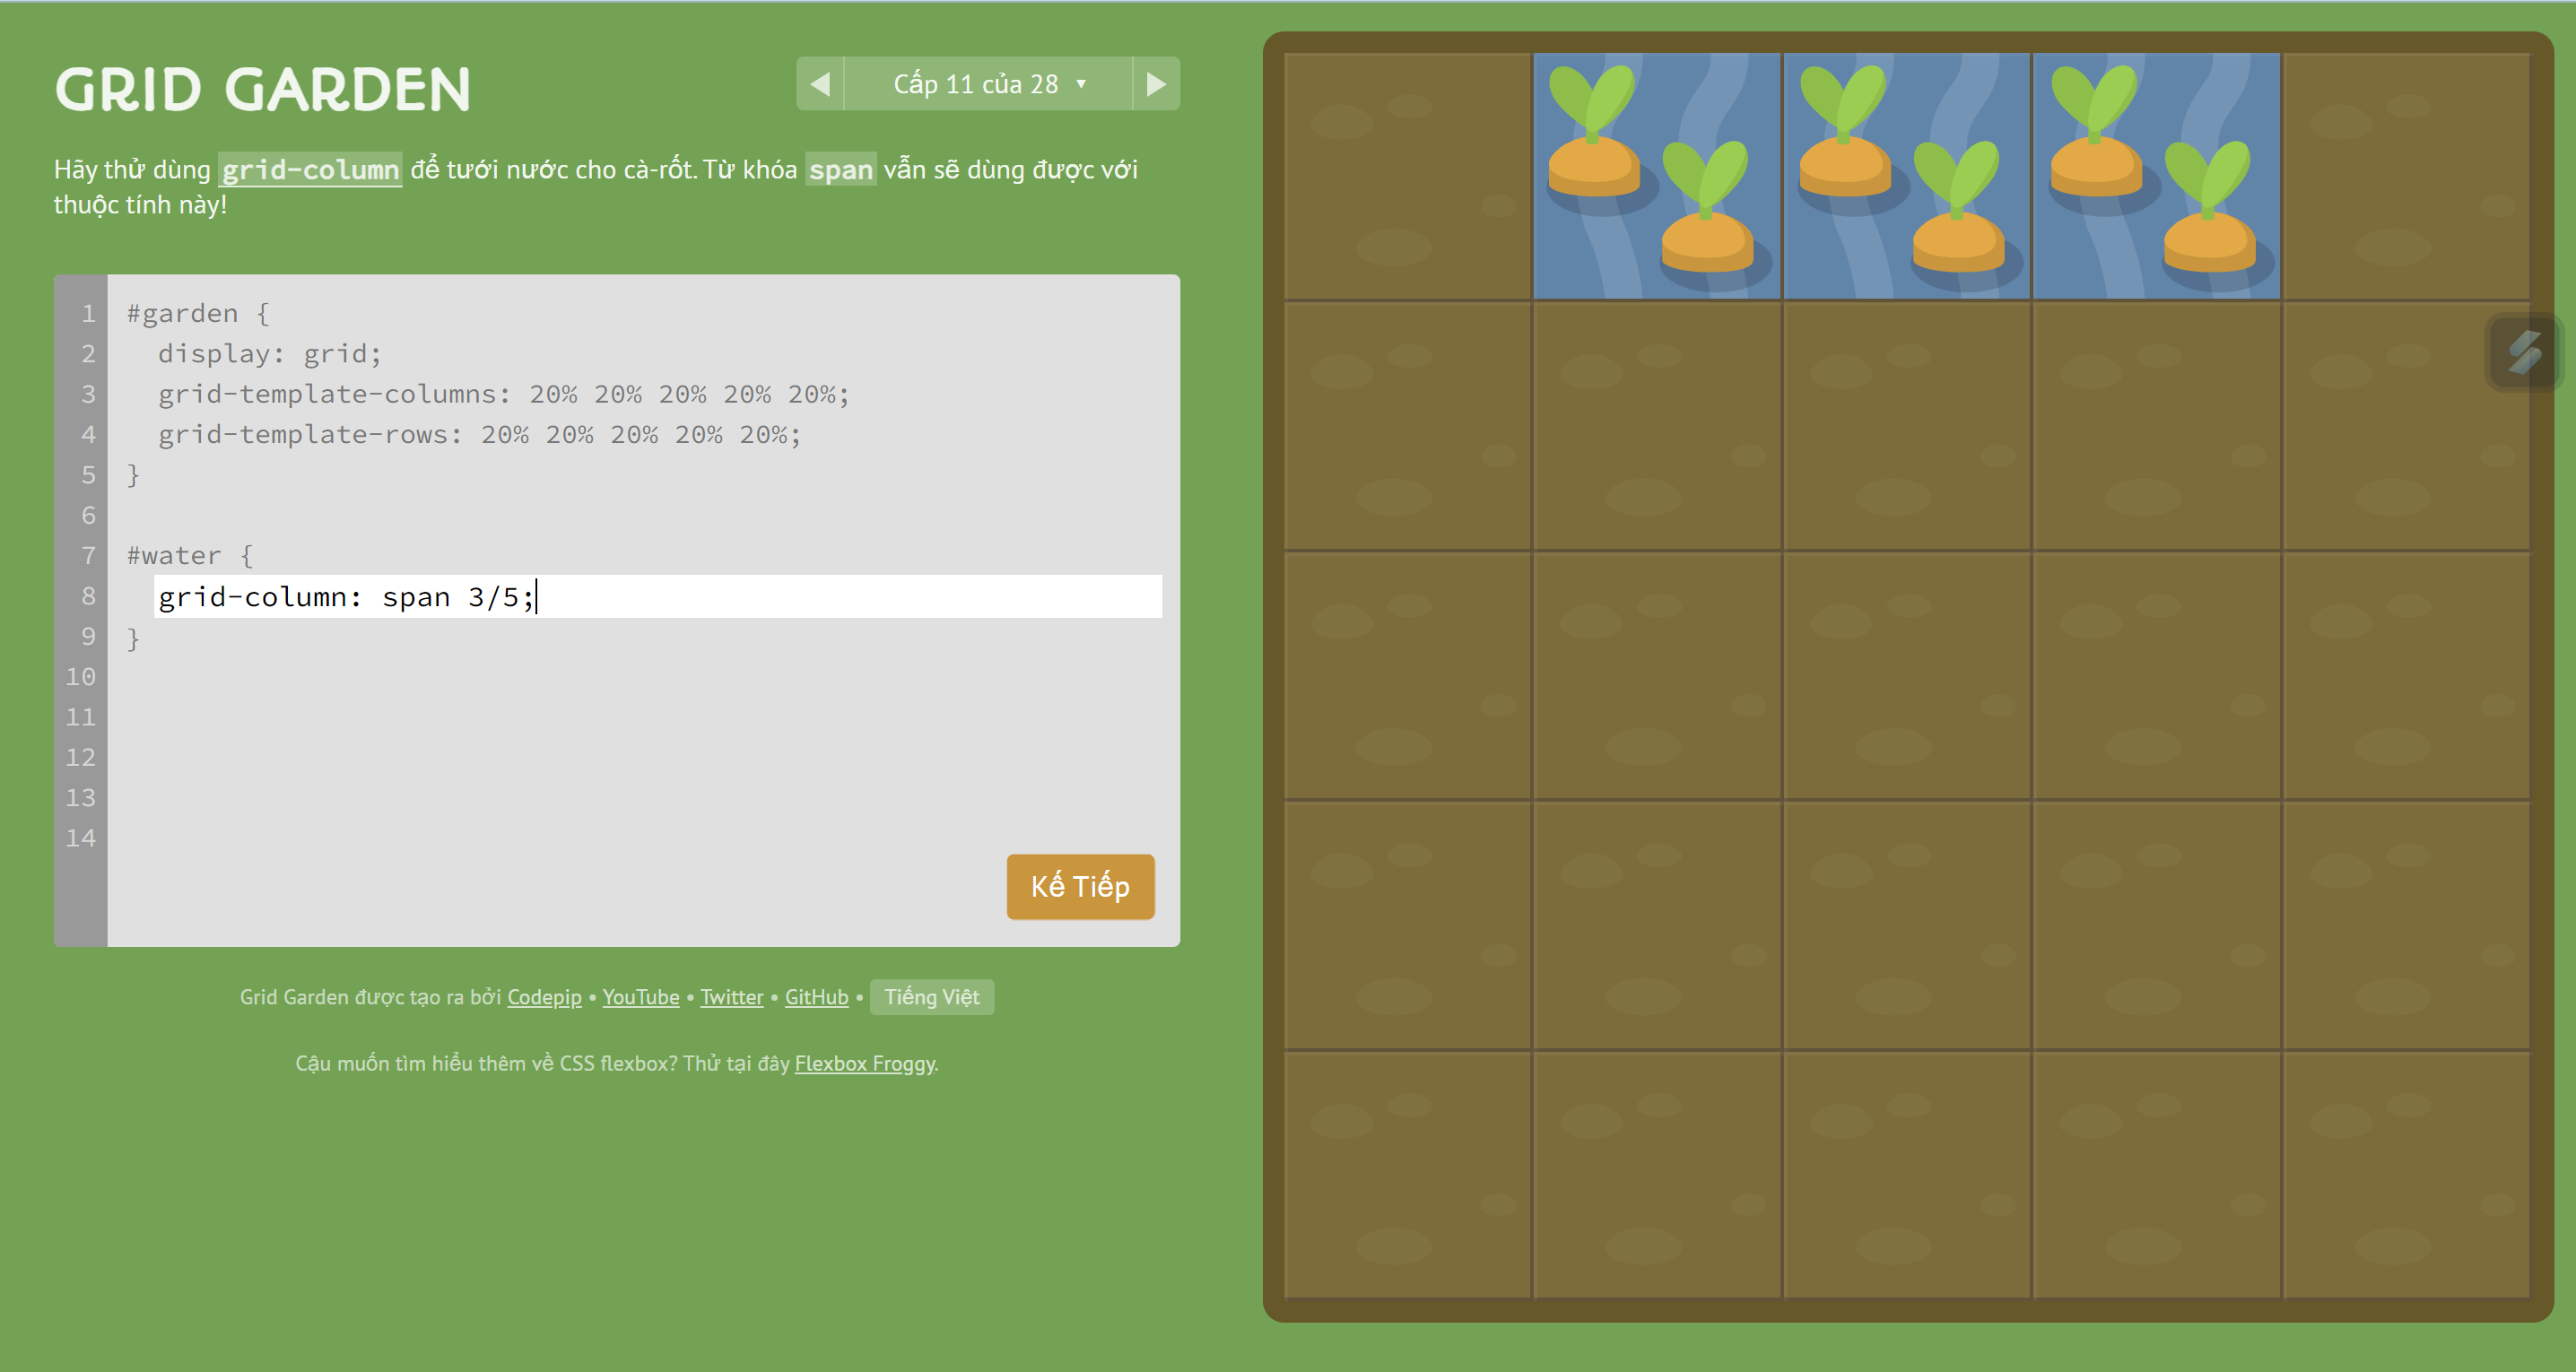 GRID GARDEN
Cấp 11 của 28 ▼
Hãy thử dùng grid-column để tưới nước cho cà-rốt. Từ khóa span vẫn sẽ dùng được với
thuộc tính này!
1 #garden {
2   display: grid;
3   grid-template-columns: 20% 20% 20% 20% 20%;
4   grid-template-rows: 20% 20% 20% 20% 20%;
5 }
6
7 #water {
8   grid-column: span 3/5;
9 }
10
11
12
13
14
Kế Tiếp
Grid Garden được tạo ra bởi Codepip • YouTube • Twitter • GitHub • Tiếng Việt
Cậu muốn tìm hiểu thêm về CSS flexbox? Thử tại đây Flexbox Froggy.